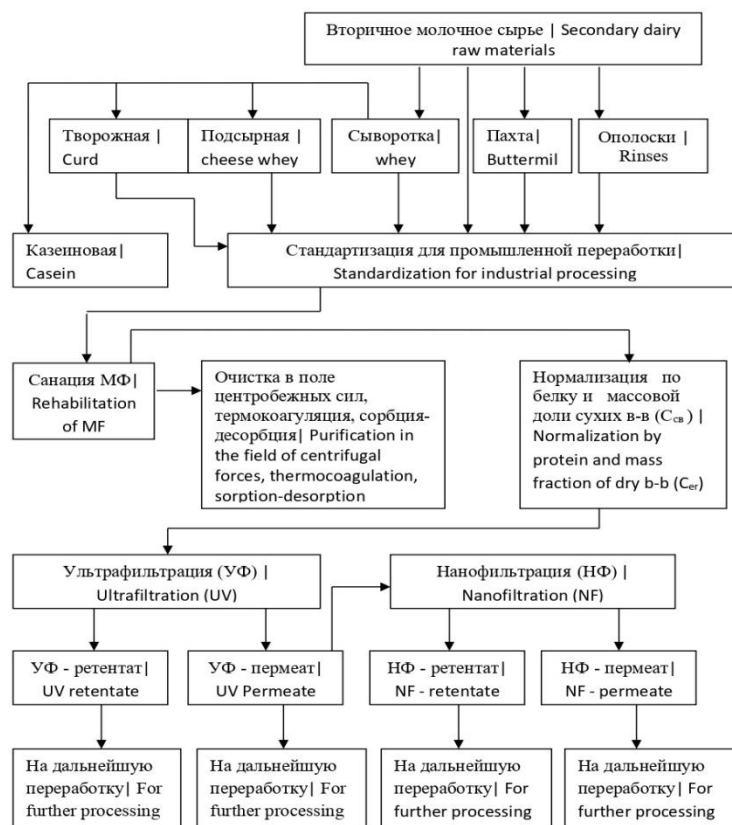 Вторичное молочное сырье | Secondary dairy
raw materials
Творожная |
Curd
Подсырная |
cheese whey
Сыворотка|
whey
Пахта|
Buttermil
Ополоски |
Rinses
Казеиновая|
Casein
Стандартизация для промышленной переработки|
Standardization for industrial processing
Санация МФ|
Rehabilitation
of MF
Очистка в поле
центробежных сил,
термокоагуляция, сорбция-
десорбция| Purification in
the field of centrifugal
forces, thermocoagulation,
sorption-desorption
Нормализация по
белку и массовой
доли сухих в-в (Ссв ) |
Normalization by
protein and mass
fraction of dry b-b (Cer)
Ультрафильтрация (УФ) |
Ultrafiltration (UV)
Нанофильтрация (НФ) |
Nanofiltration (NF)
УФ - ретентат|
UV retentate
УФ - пермеат|
UV Permeate
НФ - ретентат|
NF - retentate
НФ - пермеат|
NF - permeate
На дальнейшую
переработку| For
further processing
На дальнейшую
переработку| For
further processing
На дальнейшую
переработку| For
further processing
На дальнейшую
переработку| For
further processing